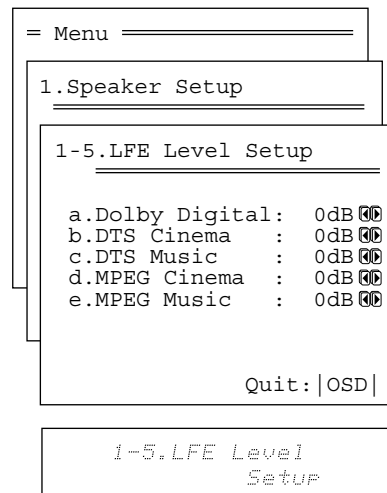 = Menu
1.Speaker Setup
1-5.LFE Level Setup
a.Dolby Digital: 0dB
b.DTS Cinema : 0dB
c.DTS Music : 0dB
d.MPEG Cinema : 0dB
e.MPEG Music : 0dB
Quit:|OSD|
1-5.LFE Level
Setup